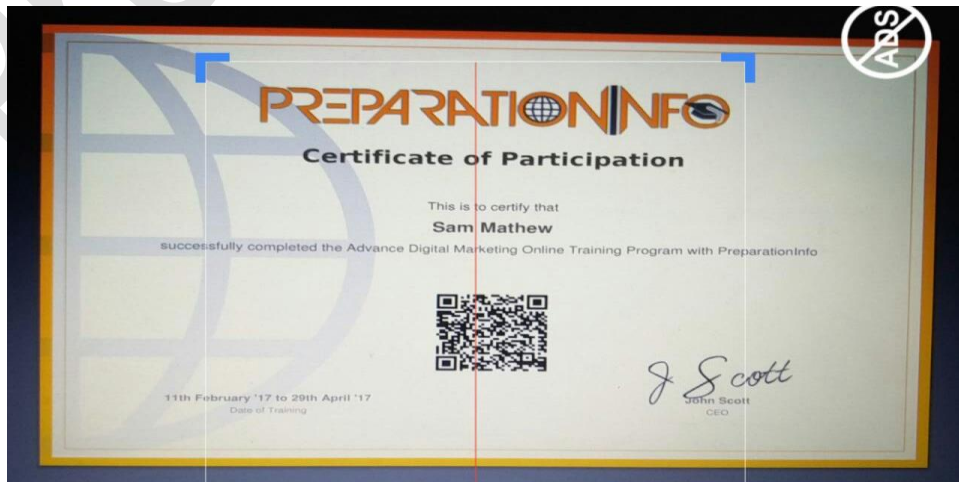 ADS
PREPARATIONINFO
Certificate of Participation
This is to certify that
Sam Mathew
successfully completed the Advance Digital Marketing Online Training Program with PreparationInfo
J Scott
11th February '17 to 29th April '17
Date of Training
John Scott
CEO